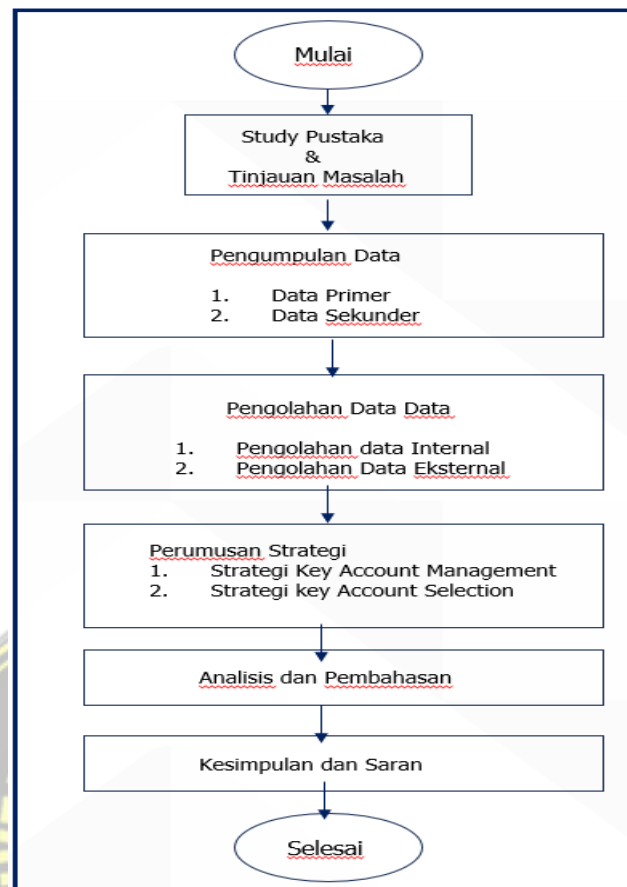 Mulai
Study Pustaka
&
Tinjauan Masalah
Pengumpulan Data
1. Data Primer
2. Data Sekunder
Pengolahan Data Data
1. Pengolahan data Internal
2. Pengolahan Data Eksternal
Perumusan Strategi
1. Strategi Key Account Management
2. Strategi key Account Selection
Analisis dan Pembahasan
Kesimpulan dan Saran
Selesai